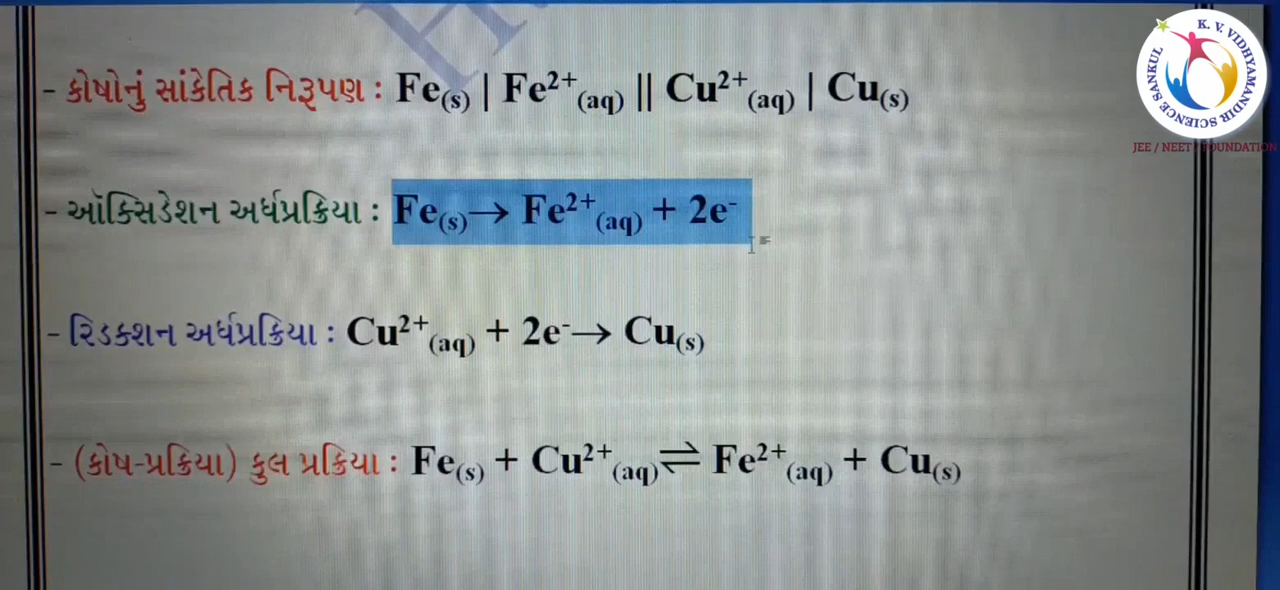 - કોષોનું સાંકેતિક નિરૂપણ : Fe(s) | Fe²⁺(aq) || Cu²⁺(aq) | Cu(s)
- ઑક્સિડેશન અર્ધપ્રક્રિયા : Fe(s)→ Fe²⁺(aq) + 2e⁻
- રિડક્શન અર્ધપ્રક્રિયા : Cu²⁺(aq) + 2e⁻→ Cu(s)
- (કોષ-પ્રક્રિયા) કુલ પ્રક્રિયા : Fe(s) + Cu²⁺(aq)⇌ Fe²⁺(aq) + Cu(s)
K. V. VIDHYAMANDIR SCIENCE SANKUL
JEE / NEET / FOUNDATION